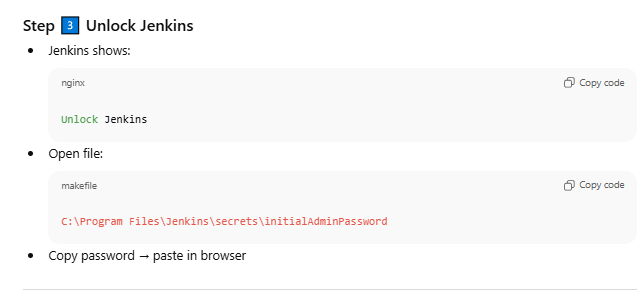 Step 3️⃣ Unlock Jenkins
• Jenkins shows:
nginx Copy code
Unlock Jenkins
• Open file:
makefile Copy code
C:\Program Files\Jenkins\secrets\initialAdminPassword
• Copy password → paste in browser